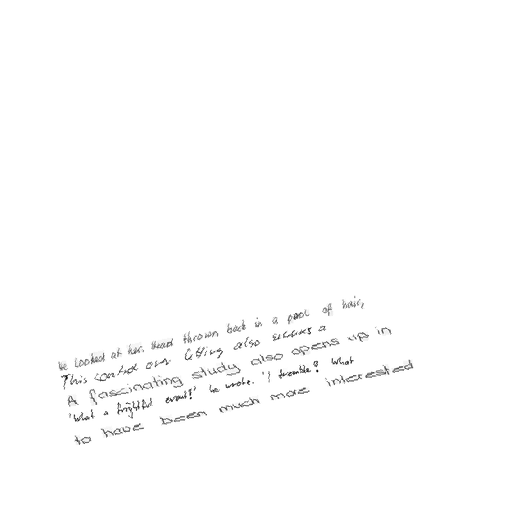 He looked at her. Head thrown back in a pool of hair,
This control over lifting also secures a
A fascinating study also opens up in
'What a frightful event!' he wrote. 'I tremble! What
to have been much more interested